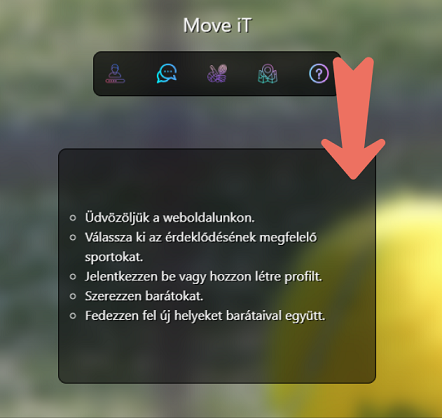 Move iT
Üdvözöljük a weboldalunkon.
Válassza ki az érdeklődésének megfelelő
sportokat.
Jelentkezzen be vagy hozzon létre profilt.
Szerezzen barátokat.
Fedezzen fel új helyeket barátaival együtt.